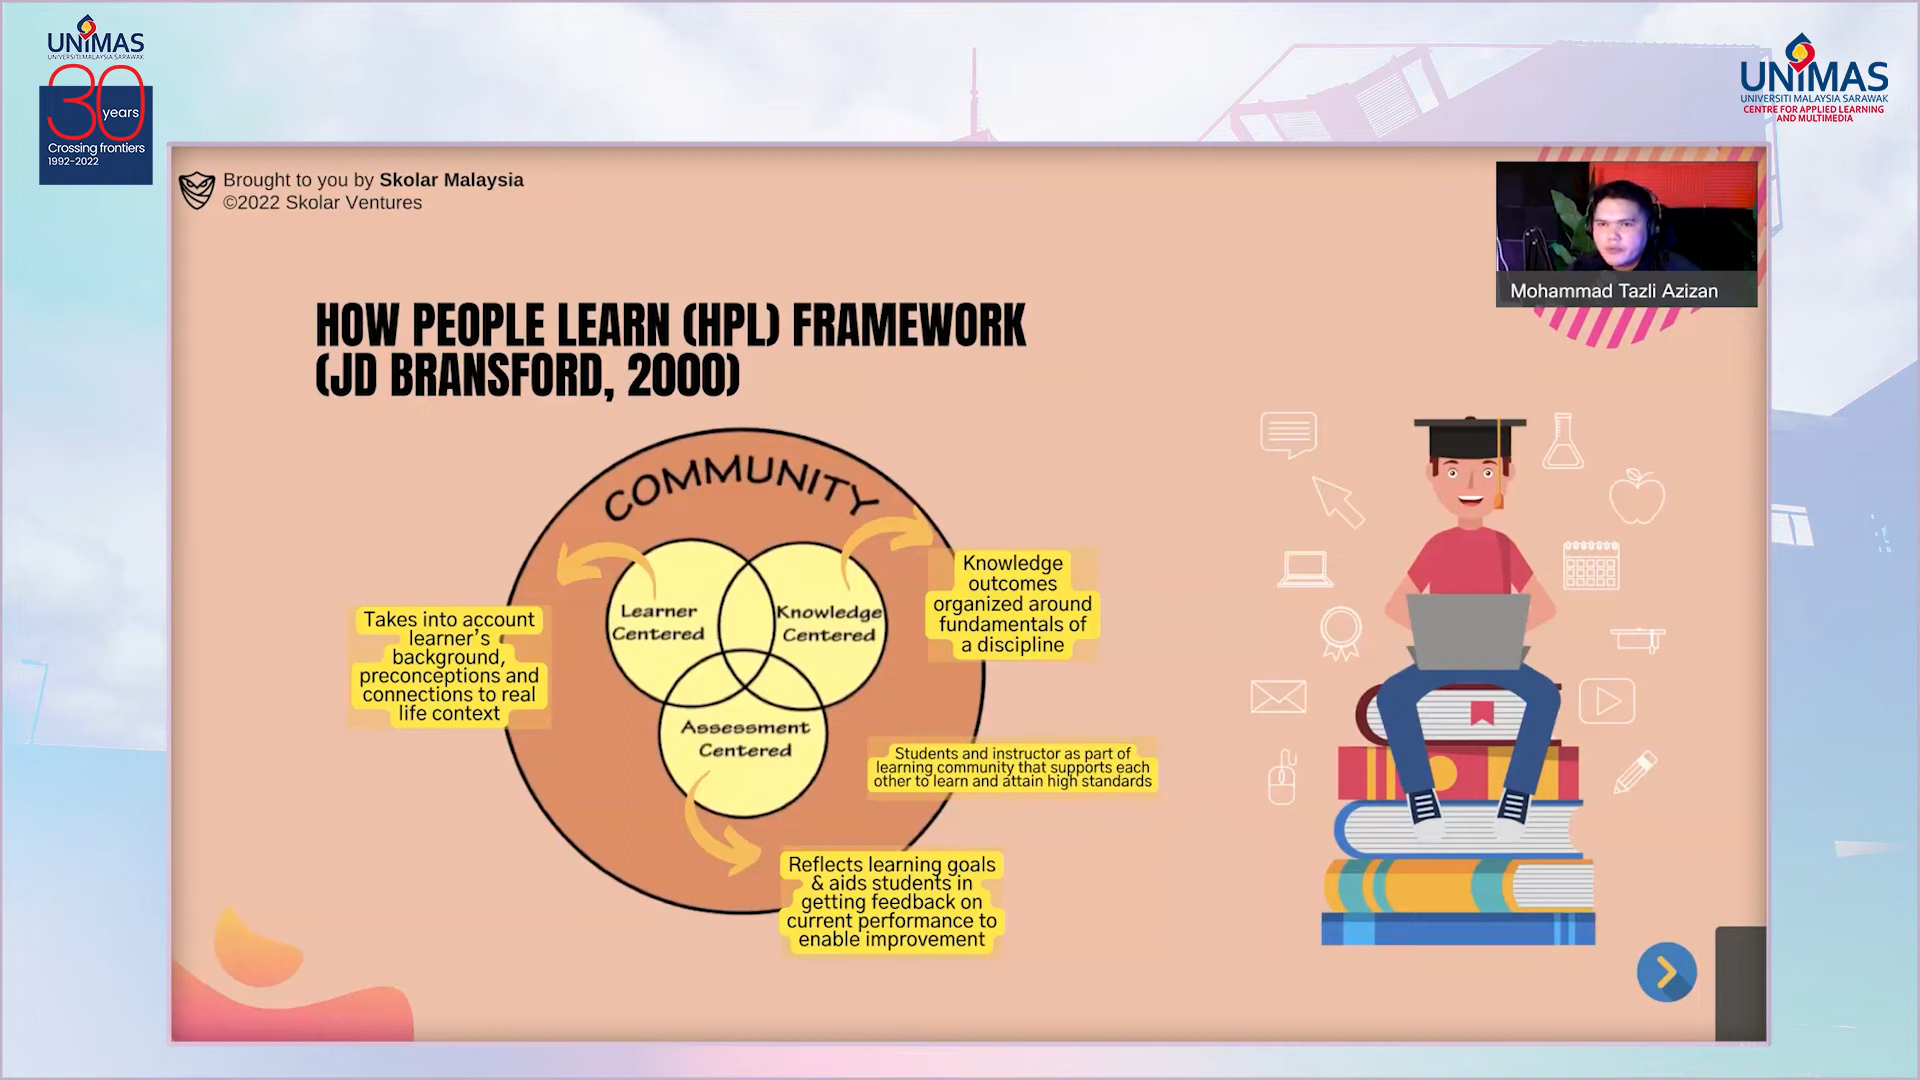 UNIMAS
UNIVERSITI MALAYSIA SARAWAK
30
years
Crossing frontiers
1992-2022
UNIMAS
UNIVERSITI MALAYSIA SARAWAK
CENTRE FOR APPLIED LEARNING
AND MULTIMEDIA
Brought to you by Skolar Malaysia
©2022 Skolar Ventures
Mohammad Tazli Azizan
HOW PEOPLE LEARN (HPL) FRAMEWORK
(JD BRANSFORD, 2000)
COMMUNITY
Learner
Centered
Knowledge
Centered
Assessment
Centered
Takes into account
learner's
background,
preconceptions and
connections to real
life context
Knowledge
outcomes
organized around
fundamentals of
a discipline
Students and instructor as part of
learning community that supports each
other to learn and attain high standards
Reflects learning goals
& aids students in
getting feedback on
current performance to
enable improvement